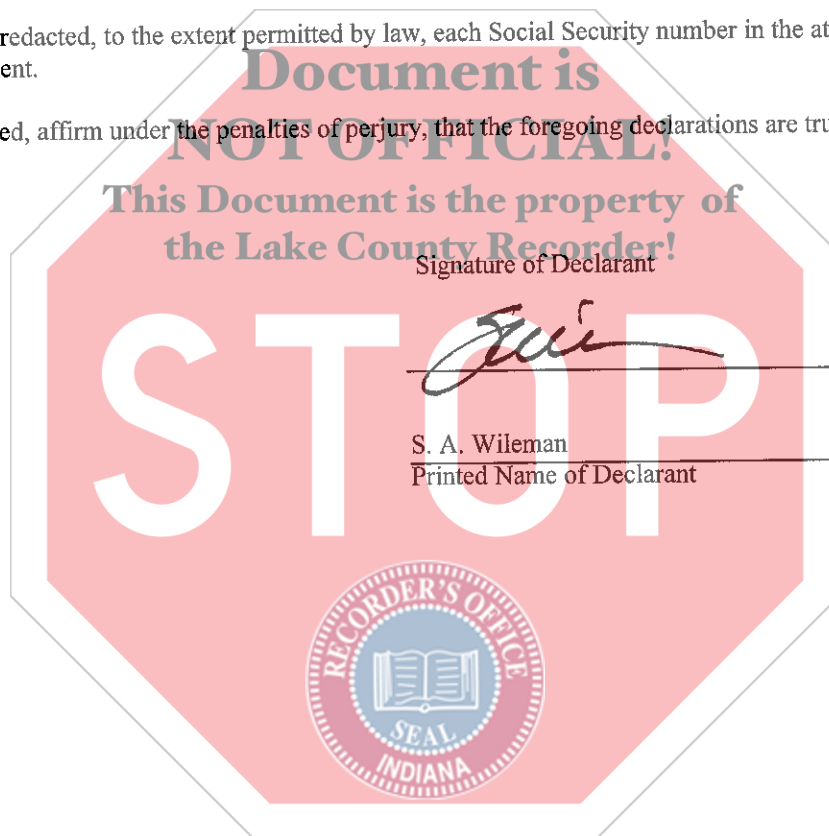 redacted, to the extent permitted by law, each Social Security number in the at
ent.
Document is
ed, affirm under the penalties of perjury, that the foregoing declarations are tru
NOT OFFICIAL!
This Document is the property of
the Lake County Recorder!
Signature of Declarant
STOP
S. A. Wileman
Printed Name of Declarant
RECORDER'S OFFICE
SEAL
INDIANA